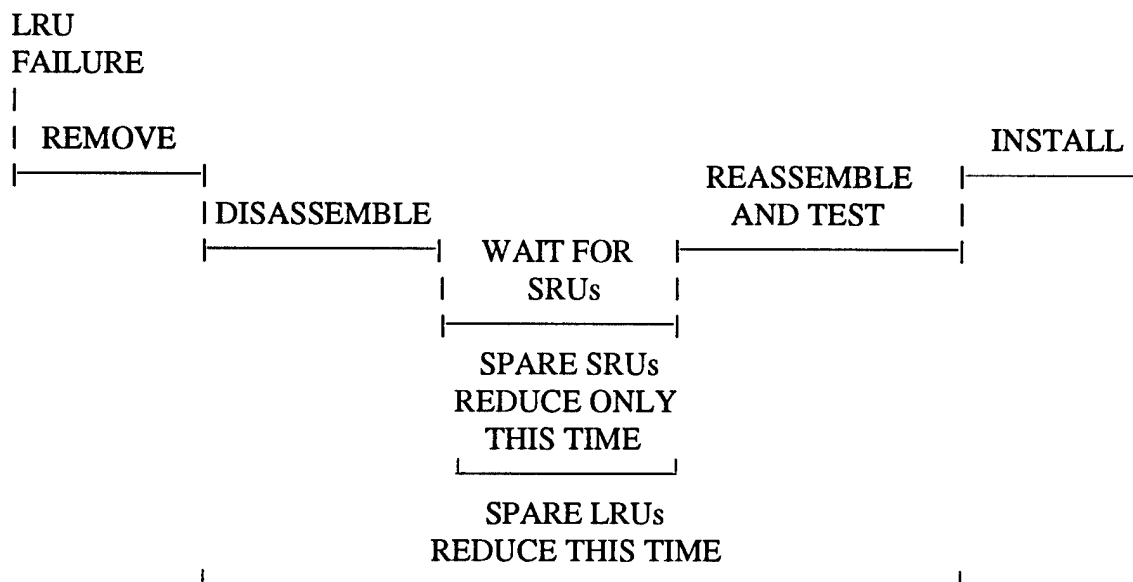 LRU
FAILURE
REMOVE
INSTALL
REASSEMBLE
AND TEST
DISASSEMBLE
WAIT FOR
SRUs
SPARE SRUs
REDUCE ONLY
THIS TIME
SPARE LRUs
REDUCE THIS TIME